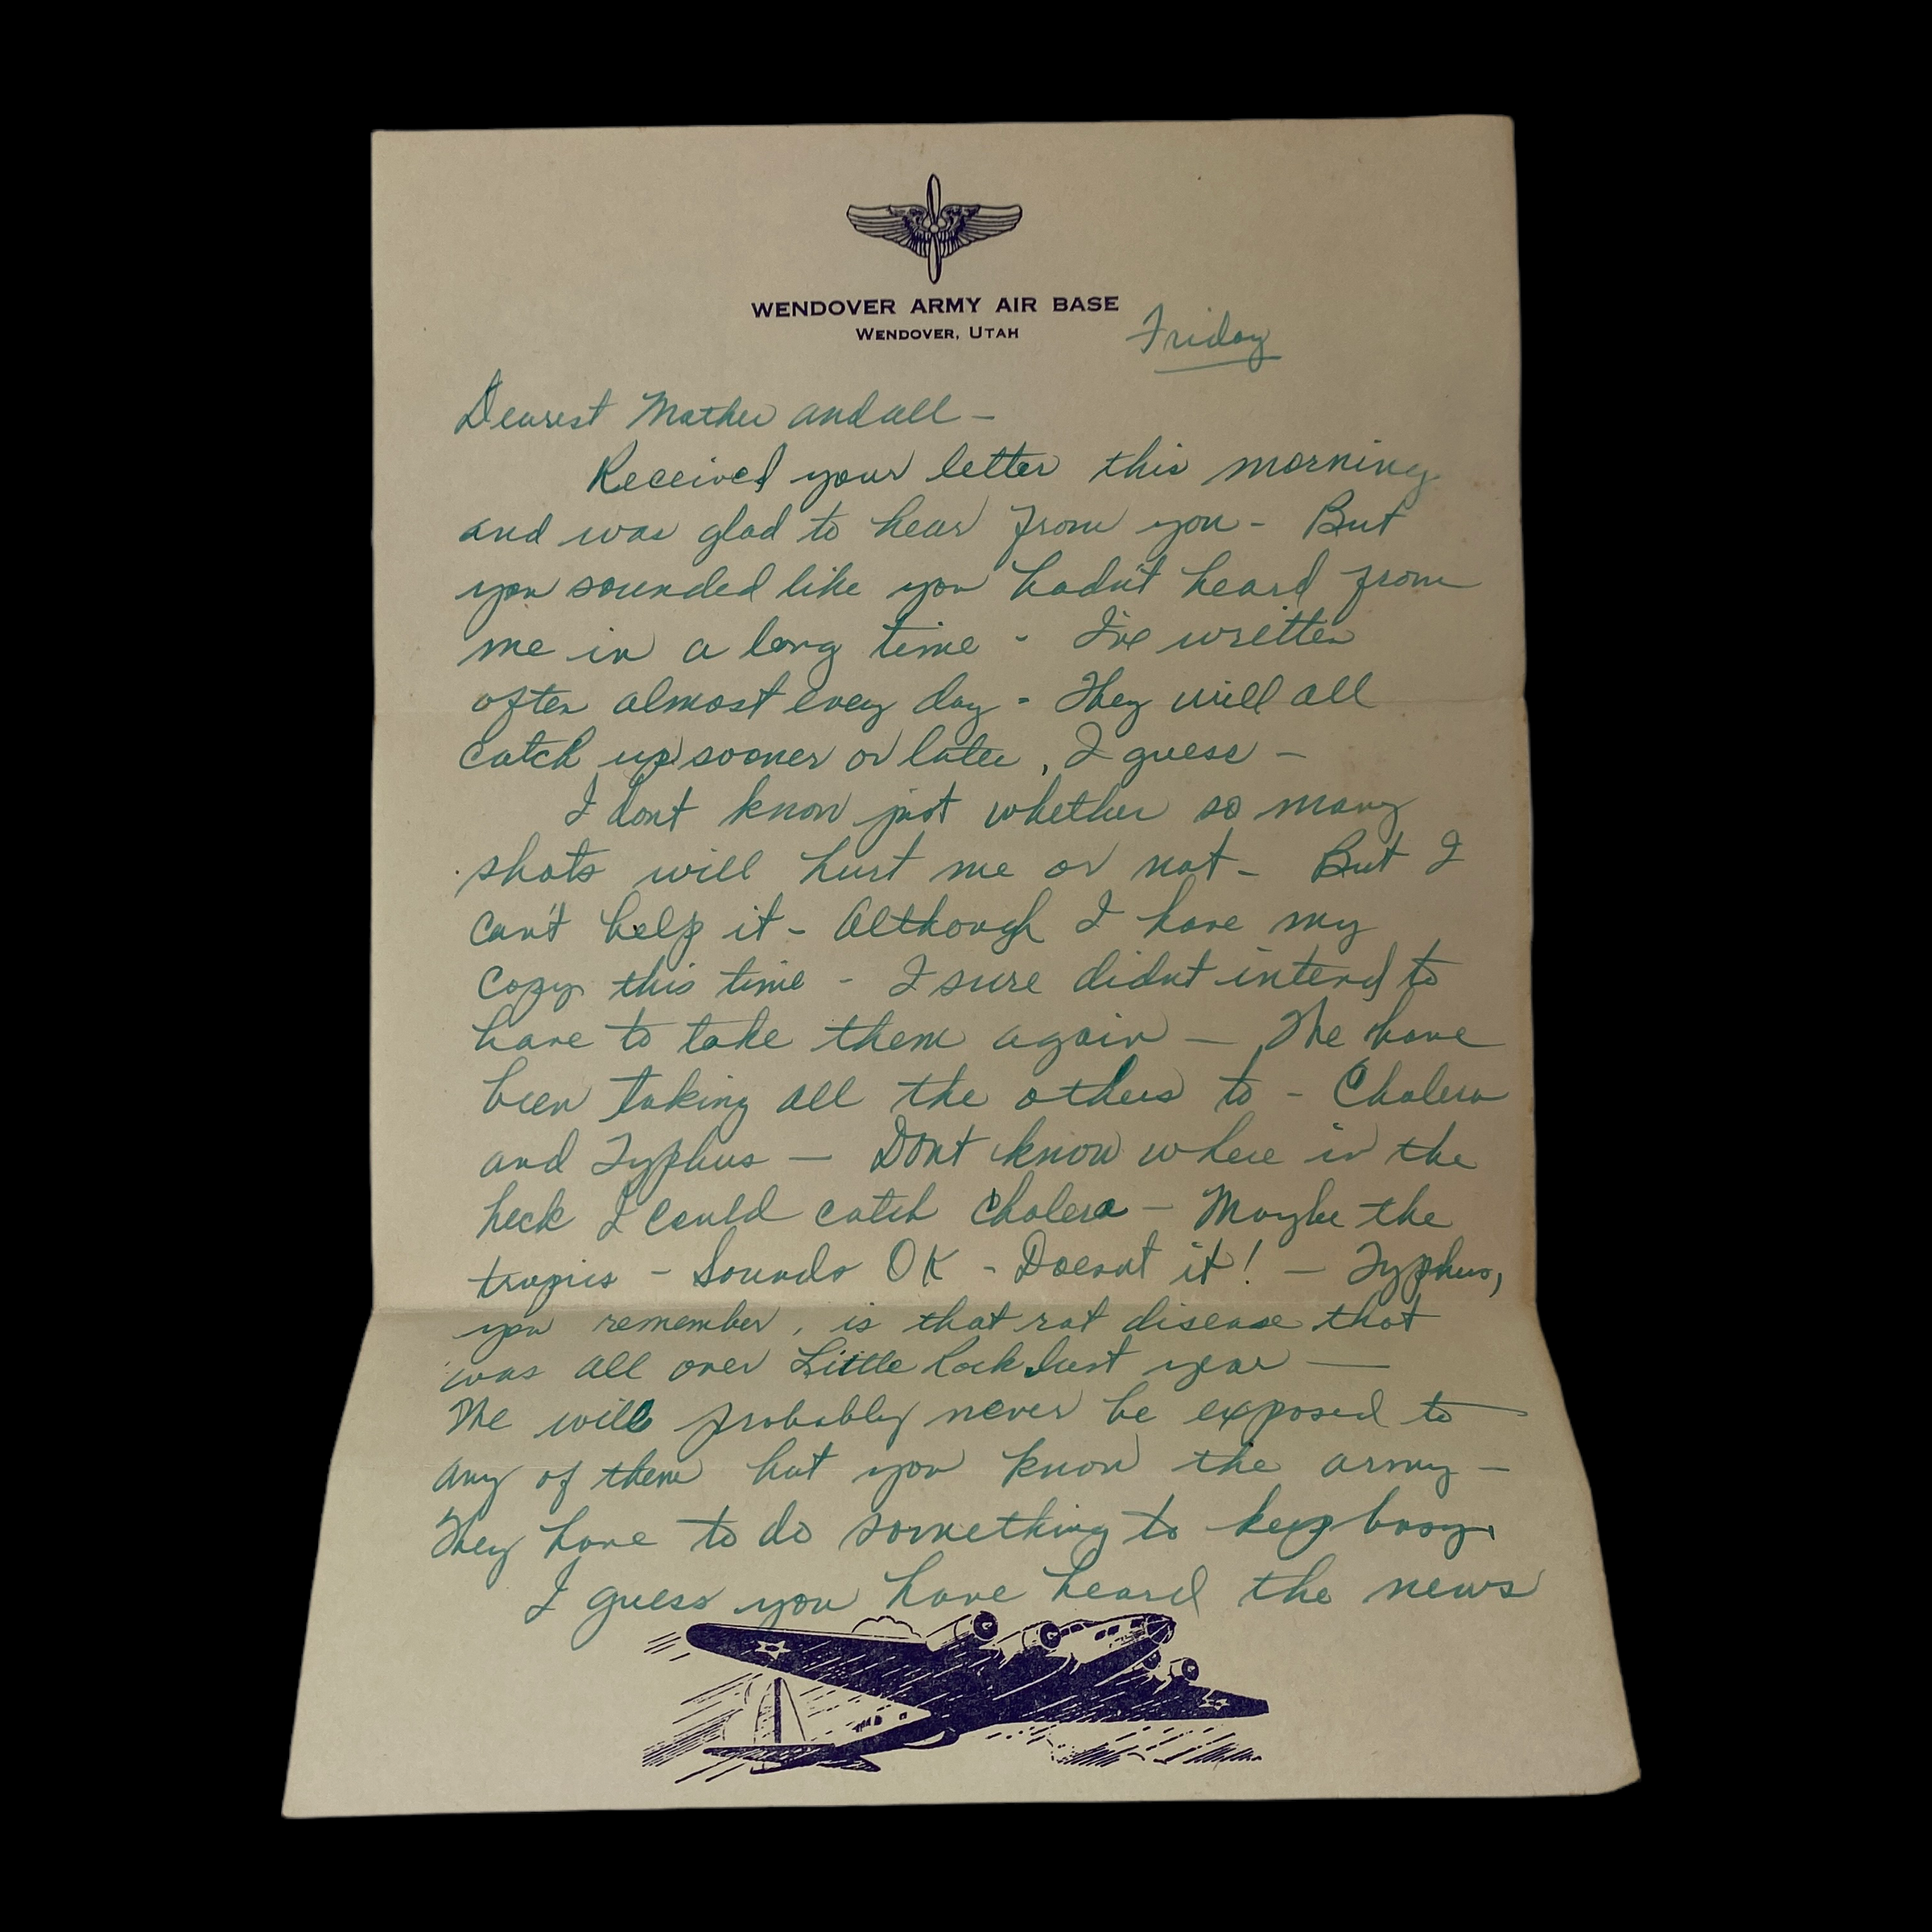 WENDOVER ARMY AIR BASE
WENDOVER, UTAH
Friday
Dearest Mother and all –
Received your letter this morning
and was glad to hear from you – But
you sounded like you hadn't heard from
me in a long time – I've written
often almost every day – They will all
catch up sooner or later, I guess –
I dont know just whether so many
shots will hurt me or not – But I
can't help it – Although I have my
copy this time – I sure didnt intend to
have to take them again — We have
been taking all the others to – Cholera
and Typhus — Dont know where in the
heck I could catch cholera – Maybe the
tropics – Sounds OK – Doesnt it! – Typhus,
you remember, is that rat disease that
was all over Little Rock last year —
We will probably never be exposed to
any of them but you know the army –
They have to do something to keep busy.
I guess you have heard the news